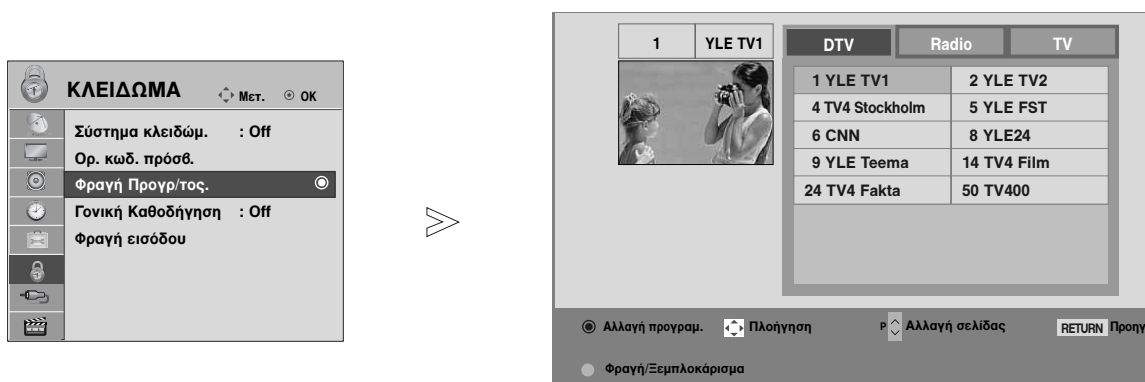 ΚΛΕΙΔΩΜΑ Μετ. OK
Σύστημα κλειδώμ. : Off
Ορ. κωδ. πρόσβ.
Φραγή Προγρ/τος.
Γονική Καθοδήγηση : Off
Φραγή εισόδου
1 YLE TV1
DTV Radio TV
1 YLE TV1 2 YLE TV2
4 TV4 Stockholm 5 YLE FST
6 CNN 8 YLE24
9 YLE Teema 14 TV4 Film
24 TV4 Fakta 50 TV400
Αλλαγή προγραμ. Πλοήγηση P Αλλαγή σελίδας RETURN Προηγ
Φραγή/Ξεμπλοκάρισμα